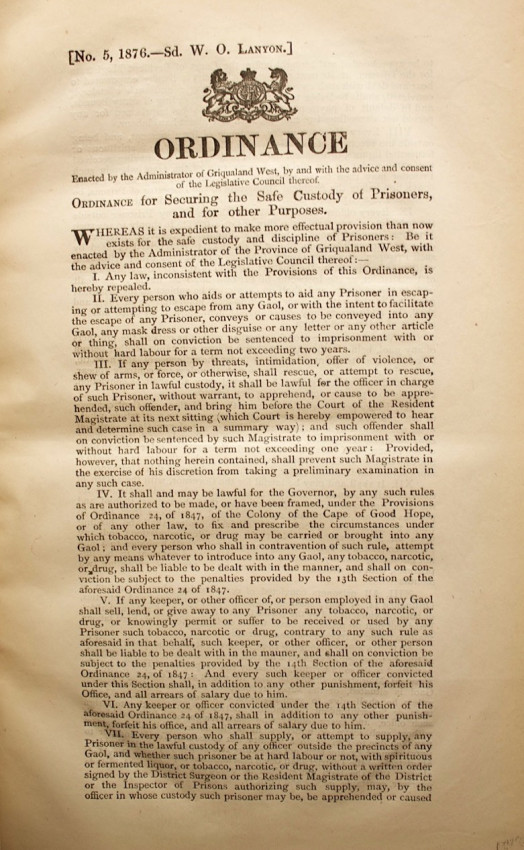 [No. 5, 1876.—Sd. W. O. Lanyon.]
ORDINANCE
Enacted by the Administrator of Griqualand West, by and with the advice and consent
of the Legislative Council thereof.
Ordinance for Securing the Safe Custody of Prisoners,
and for other Purposes.
WHEREAS it is expedient to make more effectual provision than now
exists for the safe custody and discipline of Prisoners: Be it
enacted by the Administrator of the Province of Griqualand West, with
the advice and consent of the Legislative Council thereof:—
I. Any law, inconsistent with the Provisions of this Ordinance, is
hereby repealed.
II. Every person who aids or attempts to aid any Prisoner in escap-
ing or attempting to escape from any Gaol, or with the intent to facilitate
the escape of any Prisoner, conveys or causes to be conveyed into any
Gaol, any mask dress or other disguise or any letter or any other article
or thing, shall on conviction be sentenced to imprisonment with or
without hard labour for a term not exceeding two years.
III. If any person by threats, intimidation, offer of violence, or
shew of arms, or force, or otherwise, shall rescue, or attempt to rescue,
any Prisoner in lawful custody, it shall be lawful for the officer in charge
of such Prisoner, without warrant, to apprehend, or cause to be appre-
hended, such offender, and bring him before the Court of the Resident
Magistrate at its next sitting (which Court is hereby empowered to hear
and determine such case in a summary way); and such offender shall
on conviction be sentenced by such Magistrate to imprisonment with or
without hard labour for a term not exceeding one year: Provided,
however, that nothing herein contained, shall prevent such Magistrate in
the exercise of his discretion from taking a preliminary examination in
any such case.
IV. It shall and may be lawful for the Governor, by any such rules
as are authorized to be made, or have been framed, under the Provisions
of Ordinance 24, of 1847, of the Colony of the Cape of Good Hope,
or of any other law, to fix and prescribe the circumstances under
which tobacco, narcotic, or drug may be carried or brought into any
Gaol; and every person who shall in contravention of such rule, attempt
by any means whatever to introduce into any Gaol, any tobacco, narcotic,
or drug, shall be liable to be dealt with in the manner, and shall on con-
viction be subject to the penalties provided by the 13th Section of the
aforesaid Ordinance 24 of 1847.
V. If any keeper, or other officer of, or person employed in any Gaol
shall sell, lend, or give away to any Prisoner any tobacco, narcotic, or
drug, or knowingly permit or suffer to be received or used by any
Prisoner such tobacco, narcotic or drug, contrary to any such rule as
aforesaid in that behalf, such keeper, or other officer, or other person
shall be liable to be dealt with in the manner, and shall on conviction be
subject to the penalties provided by the 14th Section of the aforesaid
Ordinance 24, of 1847: And every such keeper or officer convicted
under this Section shall, in addition to any other punishment, forfeit his
Office, and all arrears of salary due to him.
VI. Any keeper or officer convicted under the 14th Section of the
aforesaid Ordinance 24 of 1847, shall in addition to any other punish-
ment, forfeit his office, and all arrears of salary due to him.
VII. Every person who shall supply, or attempt to supply, any
Prisoner in the lawful custody of any officer outside the precincts of any
Gaol, and whether such prisoner be at hard labour or not, with spirituous
or fermented liquor, or tobacco, narcotic, or drug, without a written order
signed by the District Surgeon or the Resident Magistrate of the District
or the Inspector of Prisons authorizing such supply, may, by the
officer in whose custody such prisoner may be, be apprehended or caused